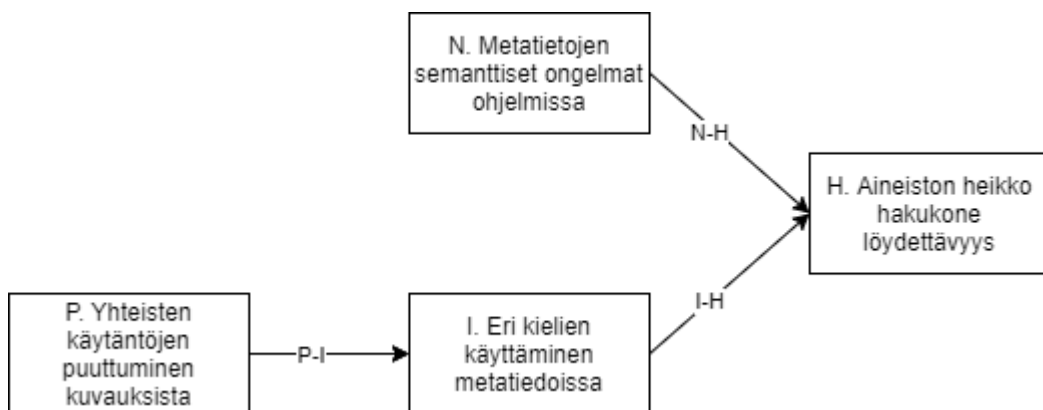 N. Metatietojen
semanttiset ongelmat
ohjelmissa
N-H
H. Aineiston heikko
hakukone
löydettävyys
P. Yhteisten
käytäntöjen
puuttuminen
kuvauksista
P-I
I. Eri kielien
käyttäminen
metatiedoissa
I-H